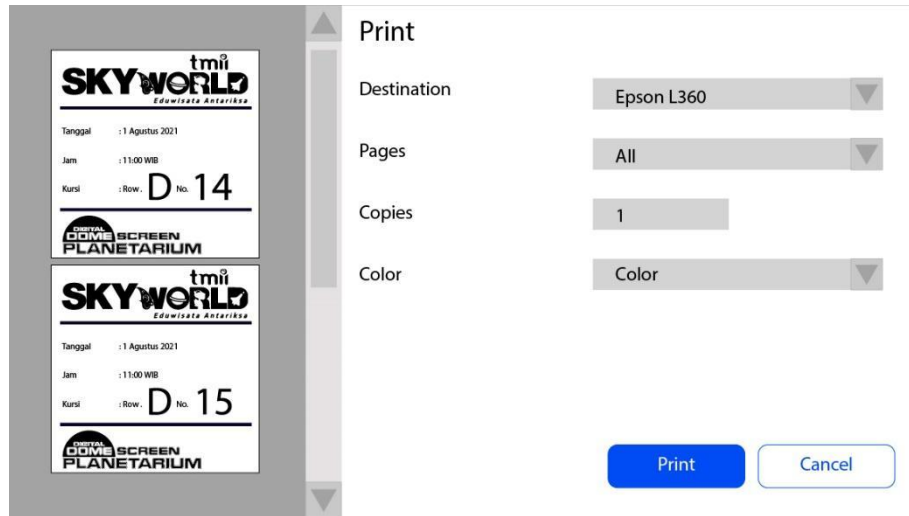 tmii
SKYWORLD
Eduwisata Antariksa
Tanggal : 1 Agustus 2021
Jam : 11:00 WIB
Kursi : Row. D No. 14
DIGITAL
DOME SCREEN
PLANETARIUM
tmii
SKYWORLD
Eduwisata Antariksa
Tanggal : 1 Agustus 2021
Jam : 11:00 WIB
Kursi : Row. D No. 15
DIGITAL
DOME SCREEN
PLANETARIUM
Print
Destination Epson L360
Pages All
Copies 1
Color Color
Print Cancel